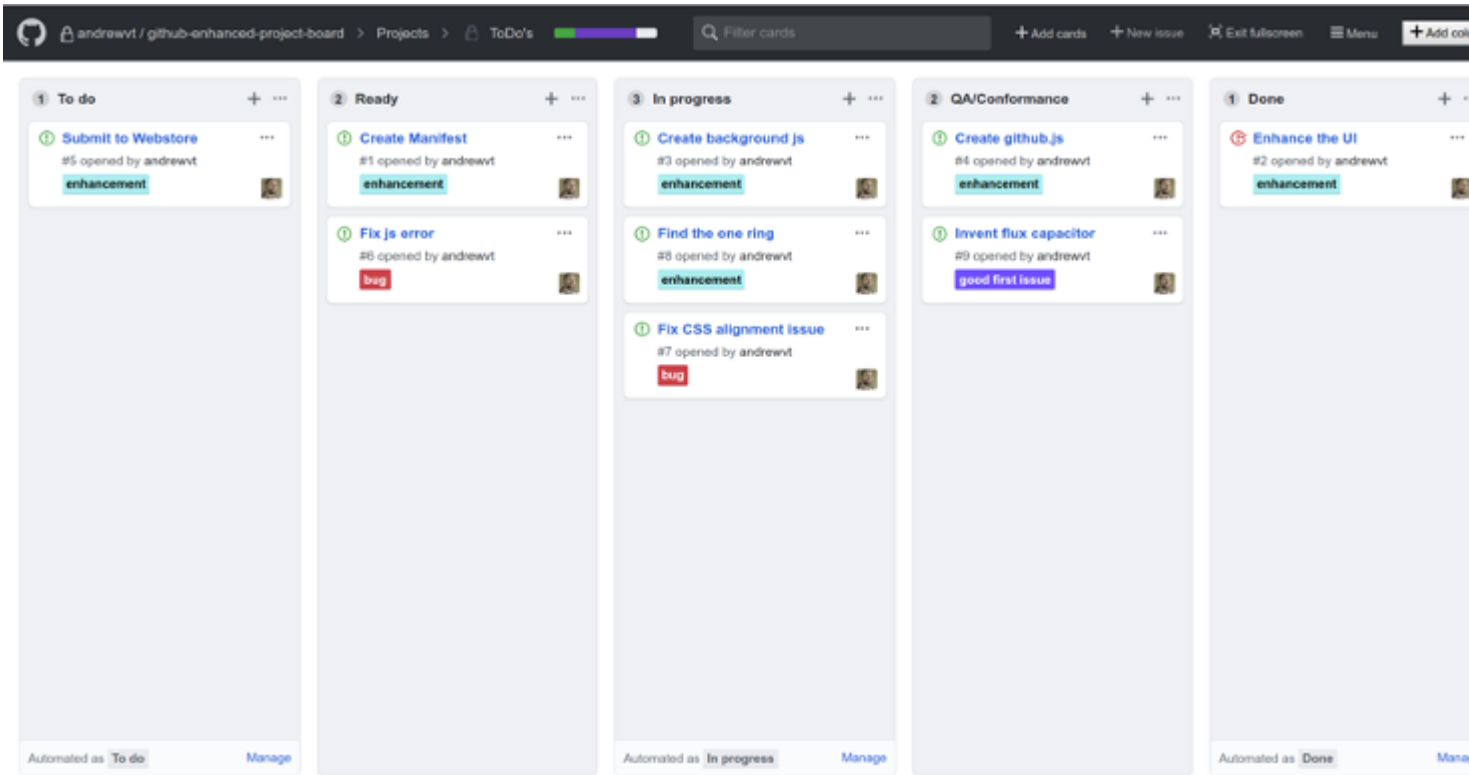 andrewvt / github-enhanced-project-board > Projects > ToDo's
Filter cards
+ Add cards
+ New issue
Exit fullscreen
Menu
+ Add
1 To do
Submit to Webstore
#5 opened by andrewvt
enhancement
Automated as To do
Manage
2 Ready
Create Manifest
#1 opened by andrewvt
enhancement
Fix js error
#6 opened by andrewvt
bug
3 In progress
Create background js
#3 opened by andrewvt
enhancement
Find the one ring
#8 opened by andrewvt
enhancement
Fix CSS alignment issue
#7 opened by andrewvt
bug
Automated as In progress
Manage
2 QA/Conformance
Create github.js
#4 opened by andrewvt
enhancement
Invent flux capacitor
#9 opened by andrewvt
good first issue
1 Done
Enhance the UI
#2 opened by andrewvt
enhancement
Automated as Done